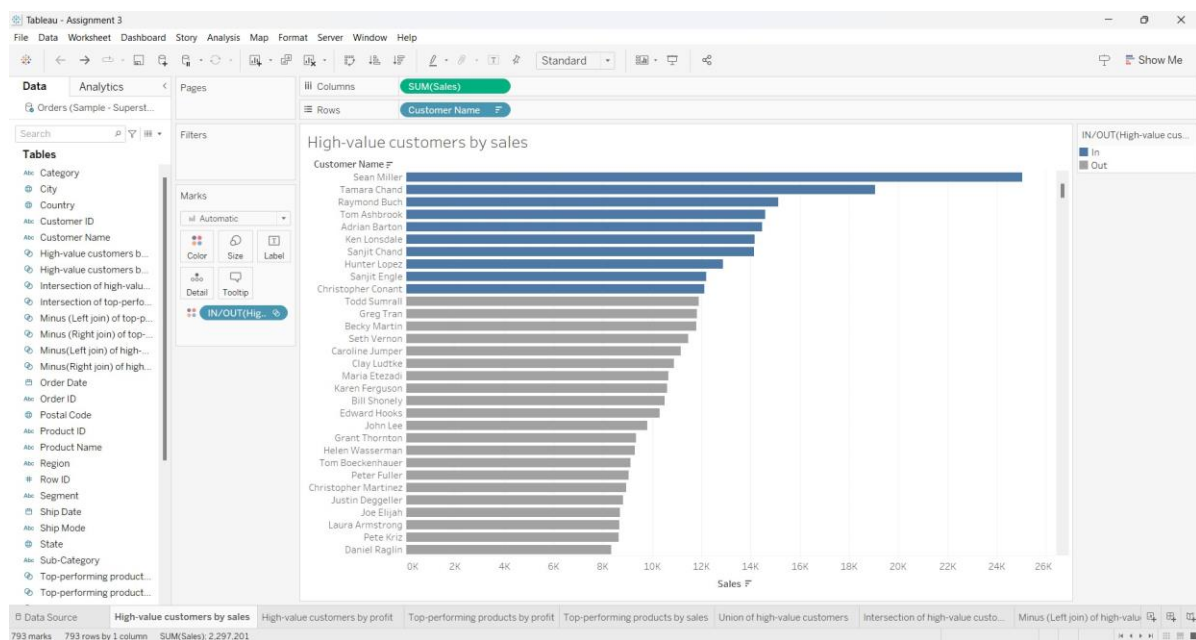 Tableau - Assignment 3
File Data Worksheet Dashboard Story Analysis Map Format Server Window Help
Standard
Show Me
Data Analytics
Orders (Sample - Superst...
Search
Tables
Category
City
Country
Customer ID
Customer Name
High-value customers b...
High-value customers b...
Intersection of high-valu...
Intersection of top-perfo...
Minus (Left join) of top-p...
Minus (Right join) of top-...
Minus(Left join) of high-...
Minus(Right join) of high...
Order Date
Order ID
Postal Code
Product ID
Product Name
Region
Row ID
Segment
Ship Date
Ship Mode
State
Sub-Category
Top-performing product...
Top-performing product...
Pages
Filters
Marks
Automatic
Color Size Label
Detail Tooltip
IN/OUT(Hig..
Columns SUM(Sales)
Rows Customer Name
High-value customers by sales
Customer Name
Sean Miller
Tamara Chand
Raymond Buch
Tom Ashbrook
Adrian Barton
Ken Lonsdale
Sanjit Chand
Hunter Lopez
Sanjit Engle
Christopher Conant
Todd Sumrall
Greg Tran
Becky Martin
Seth Vernon
Caroline Jumper
Clay Ludtke
Maria Etezadi
Karen Ferguson
Bill Shonely
Edward Hooks
John Lee
Grant Thornton
Helen Wasserman
Tom Boeckenhauer
Peter Fuller
Christopher Martinez
Justin Deggeller
Joe Elijah
Laura Armstrong
Pete Kriz
Daniel Raglin
0K 2K 4K 6K 8K 10K 12K 14K 16K 18K 20K 22K 24K 26K
Sales
IN/OUT(High-value cus...
In
Out
Data Source High-value customers by sales High-value customers by profit Top-performing products by profit Top-performing products by sales Union of high-value customers Intersection of high-value custo... Minus (Left join) of high-valu
793 marks 793 rows by 1 column SUM(Sales): 2,297,201